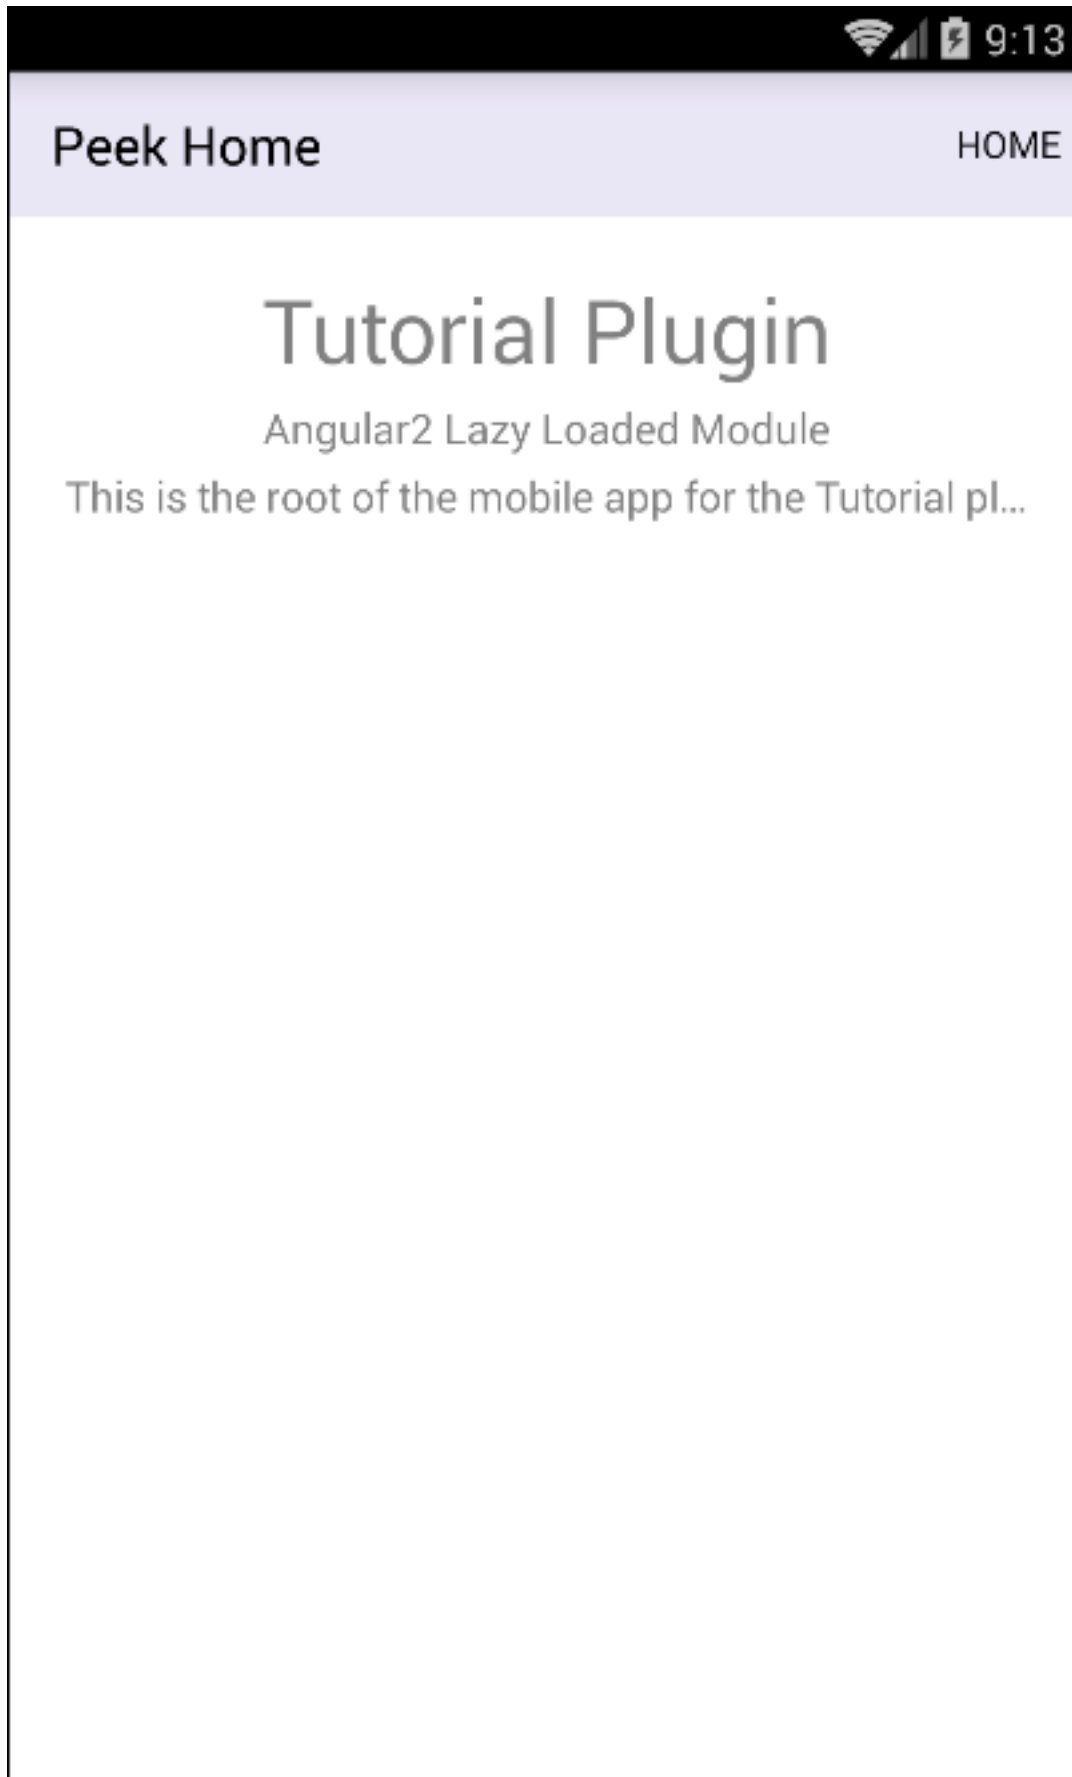 9:13
Peek Home HOME
Tutorial Plugin
Angular2 Lazy Loaded Module
This is the root of the mobile app for the Tutorial pl...